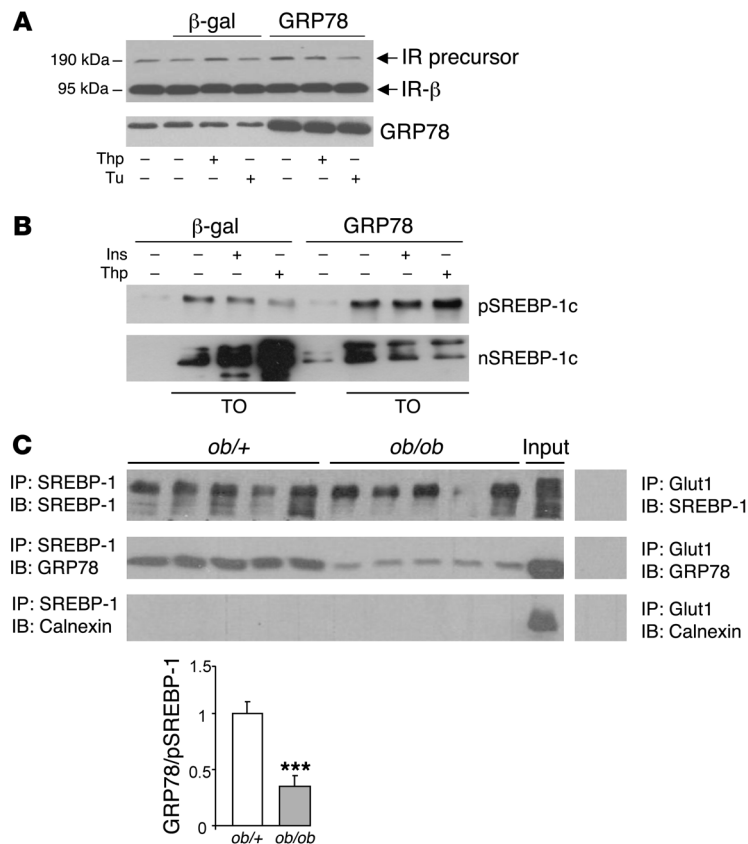 A
β-gal GRP78
190 kDa IR precursor
95 kDa IR-β
GRP78
Thp – – + – – + –
Tu – – – + – – +
B
β-gal GRP78
Ins – – + – – – + –
Thp – – – + – – – +
pSREBP-1c
nSREBP-1c
TO TO
C
ob/+ ob/ob Input
IP: SREBP-1 IP: Glut1
IB: SREBP-1 IB: SREBP-1
IP: SREBP-1 IP: Glut1
IB: GRP78 IB: GRP78
IP: SREBP-1 IP: Glut1
IB: Calnexin IB: Calnexin
GRP78/pSREBP-1
1.5
1
0.5
0
***
ob/+ ob/ob